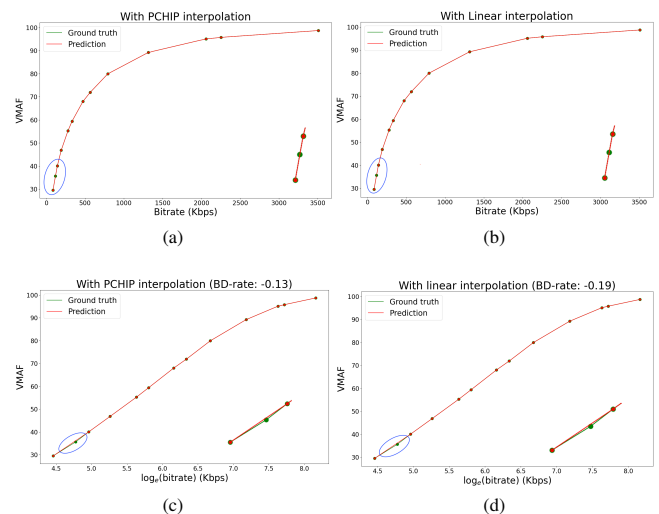 With PCHIP interpolation
Ground truth
Prediction
VMAF
100
90
80
70
60
50
40
30
0 500 1000 1500 2000 2500 3000 3500
Bitrate (Kbps)
(a)
With Linear Interpolation
Ground truth
Prediction
VMAF
100
90
80
70
60
50
40
30
0 500 1000 1500 2000 2500 3000 3500
Bitrate (Kbps)
(b)
With PCHIP interpolation (BD-rate: -0.13)
Ground truth
Prediction
VMAF
100
90
80
70
60
50
40
30
4.5 5.0 5.5 6.0 6.5 7.0 7.5 8.0
logₑ(bitrate) (Kbps)
(c)
With linear interpolation (BD-rate: -0.19)
Ground truth
Prediction
VMAF
100
90
80
70
60
50
40
30
4.5 5.0 5.5 6.0 6.5 7.0 7.5 8.0
logₑ(bitrate) (Kbps)
(d)